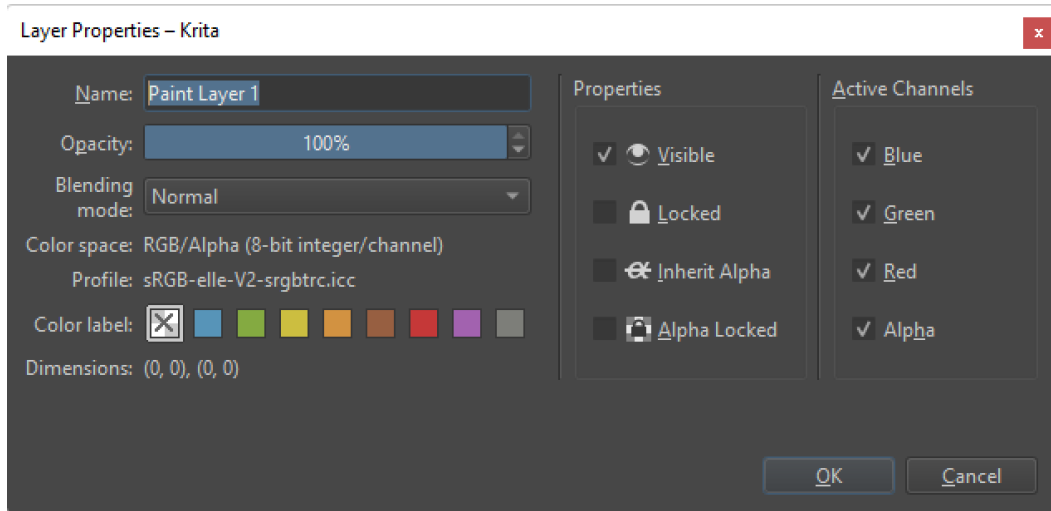 Layer Properties – Krita
x
Name: Paint Layer 1
Opacity: 100%
Blending
mode: Normal
Color space: RGB/Alpha (8-bit integer/channel)
Profile: sRGB-elle-V2-srgbtrc.icc
Color label:
Dimensions: (0, 0), (0, 0)
Properties
Visible
Locked
Inherit Alpha
Alpha Locked
Active Channels
Blue
Green
Red
Alpha
OK
Cancel